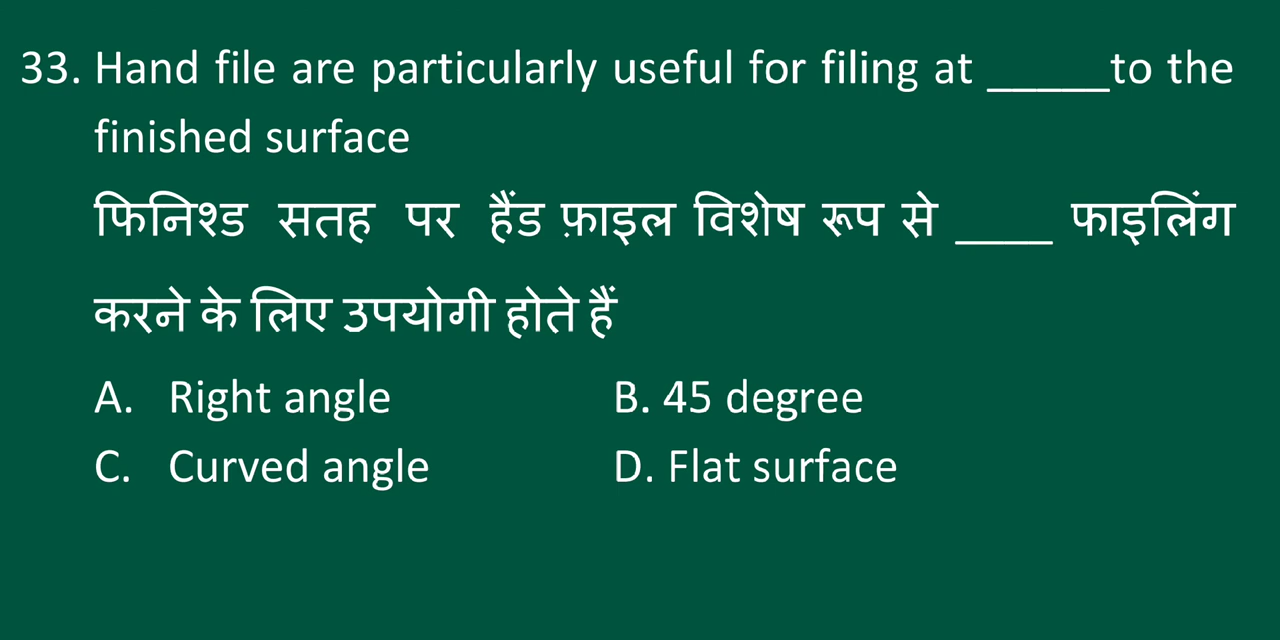 33. Hand file are particularly useful for filing at _____to the
finished surface
फिनिश्ड सतह पर हैंड फ़ाइल विशेष रूप से ____ फाइलिंग
करने के लिए उपयोगी होते हैं
A. Right angle B. 45 degree
C. Curved angle D. Flat surface